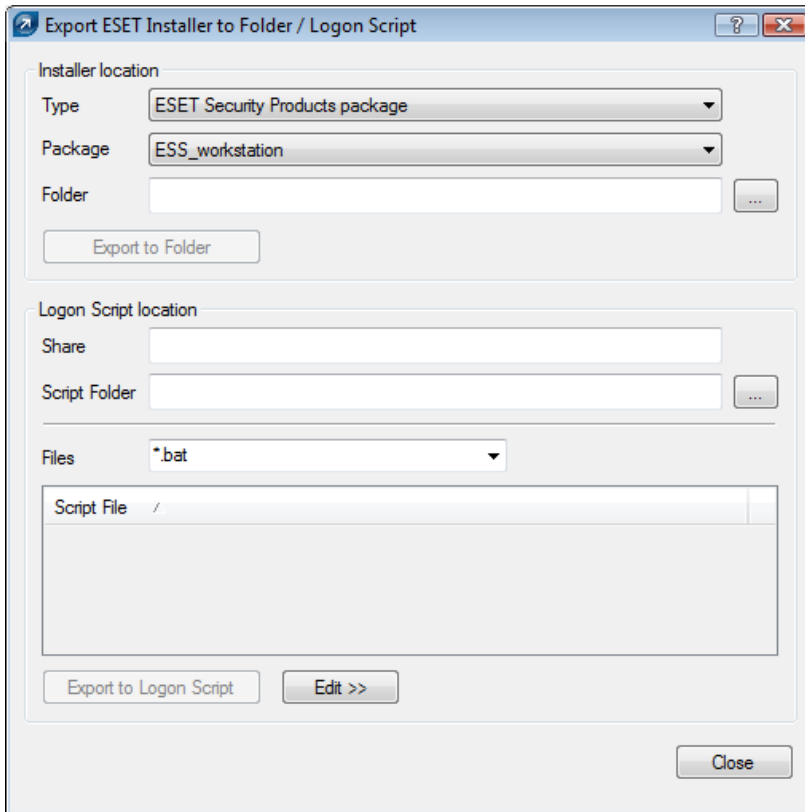 Export ESET Installer to Folder / Logon Script
Installer location
Type ESET Security Products package
Package ESS_workstation
Folder ...
Export to Folder
Logon Script location
Share
Script Folder ...
Files *.bat
Script File /
Export to Logon Script Edit >>
Close